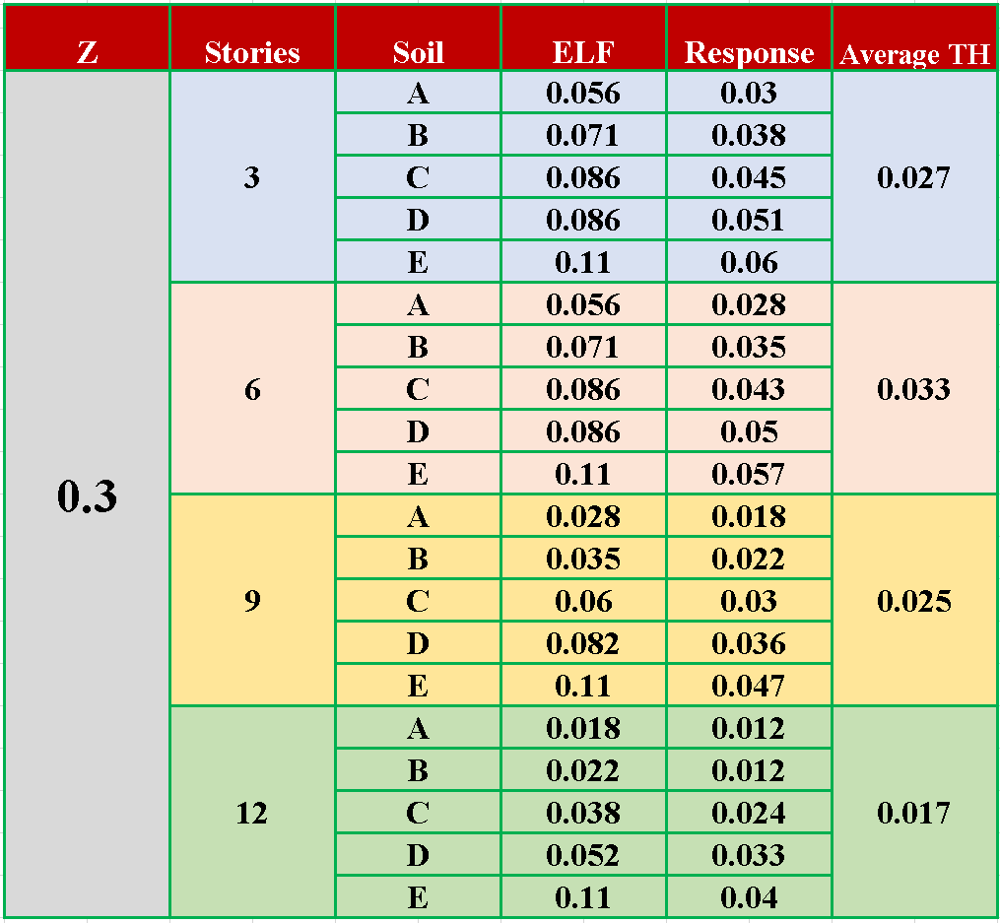 Z Stories Soil ELF Response Average TH
A 0.056 0.03
B 0.071 0.038
3 C 0.086 0.045 0.027
D 0.086 0.051
E 0.11 0.06
A 0.056 0.028
B 0.071 0.035
6 C 0.086 0.043 0.033
D 0.086 0.05
E 0.11 0.057
0.3
A 0.028 0.018
B 0.035 0.022
9 C 0.06 0.03 0.025
D 0.082 0.036
E 0.11 0.047
A 0.018 0.012
B 0.022 0.012
12 C 0.038 0.024 0.017
D 0.052 0.033
E 0.11 0.04